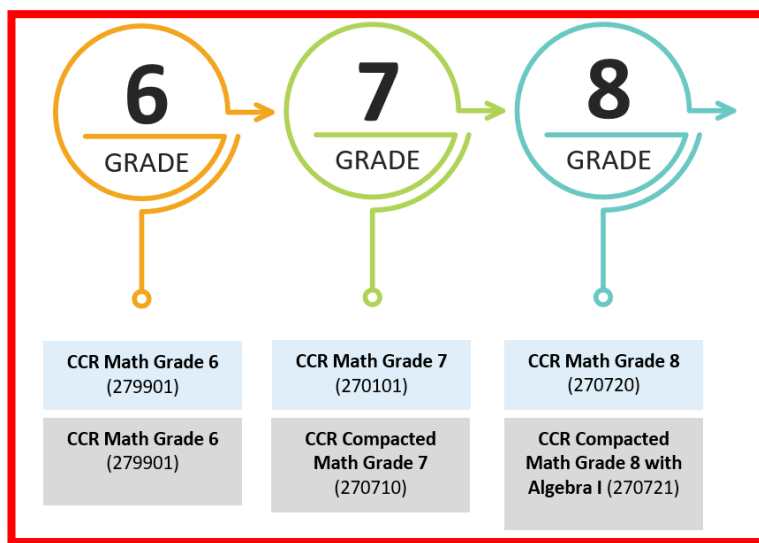 6
GRADE
7
GRADE
8
GRADE
CCR Math Grade 6
(279901)
CCR Math Grade 7
(270101)
CCR Math Grade 8
(270720)
CCR Math Grade 6
(279901)
CCR Compacted
Math Grade 7
(270710)
CCR Compacted
Math Grade 8 with
Algebra I (270721)